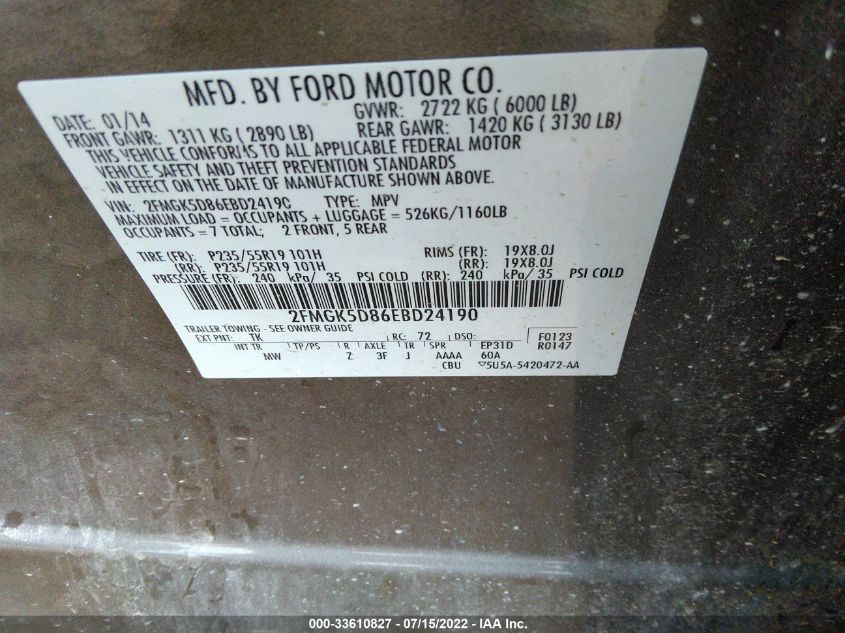 MFD. BY FORD MOTOR CO.
DATE: 01/14 GVWR: 2722 KG ( 6000 LB)
FRONT GAWR: 1311 KG ( 2890 LB) REAR GAWR: 1420 KG ( 3130 LB)
THIS VEHICLE CONFORMS TO ALL APPLICABLE FEDERAL MOTOR
VEHICLE SAFETY AND THEFT PREVENTION STANDARDS
IN EFFECT ON THE DATE OF MANUFACTURE SHOWN ABOVE.
VIN: 2FMGK5D86EBD24190 TYPE: MPV
MAXIMUM LOAD = OCCUPANTS + LUGGAGE = 526KG/1160LB
OCCUPANTS = 7 TOTAL; 2 FRONT, 5 REAR
TIRE (FR): P235/55R19 101H RIMS (FR): 19X8.0J
(RR): P235/55R19 101H (RR): 19X8.0J
PRESSURE (FR): 240 kPa/ 35 PSI COLD (RR): 240 kPa/ 35 PSI COLD
2FMGK5D86EBD24190
TRAILER TOWING - SEE OWNER GUIDE
EXT PNT: TK RC: 72 DSO: F0123
INT TR TP/PS R AXLE TR SPR EP31D R0147
MW Z 3F J AAAA 60A
CBU 5U5A-5420472-AA
000-33610827 - 07/15/2022 - IAA Inc.